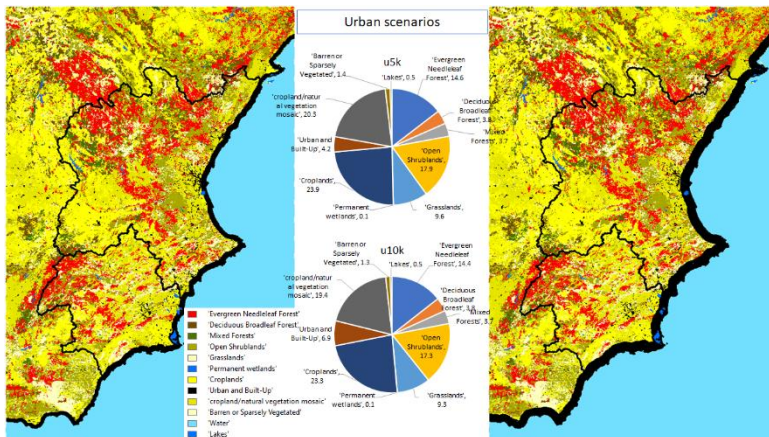 Urban scenarios
u5k
'Barren or
Sparsely
Vegetated', 1.4
'Lakes', 0.5
'Evergreen
Needleleaf
Forest', 14.6
'Deciduous
Broadleaf
Forest', 3.8
'Mixed
Forests', 3.7
'Open
Shrublands',
17.9
'Grasslands',
9.6
'Permanent
wetlands', 0.1
'Croplands',
23.9
'Urban and
Built-Up', 4.2
'cropland/natur
al vegetation
mosaic', 20.3
u10k
'Barren or
Sparsely
Vegetated', 1.3
'Lakes', 0.5
'Evergreen
Needleleaf
Forest', 14.4
'Deciduous
Broadleaf
Forest',
'Mixed
Forests',
'Open
Shrublands',
17.3
'Grasslands',
9.3
'Permanent
wetlands', 0.1
'Croplands',
23.3
'Urban and
Built-Up', 6.9
'cropland/natur
al vegetation
mosaic', 19.4
'Evergreen Needleleaf Forest'
'Deciduous Broadleaf Forest'
'Mixed Forests'
'Open Shrublands'
'Grasslands'
'Permanent wetlands'
'Croplands'
'Urban and Built-Up'
'cropland/natural vegetation mosaic'
'Barren or Sparsely Vegetated'
'Water'
'Lakes'